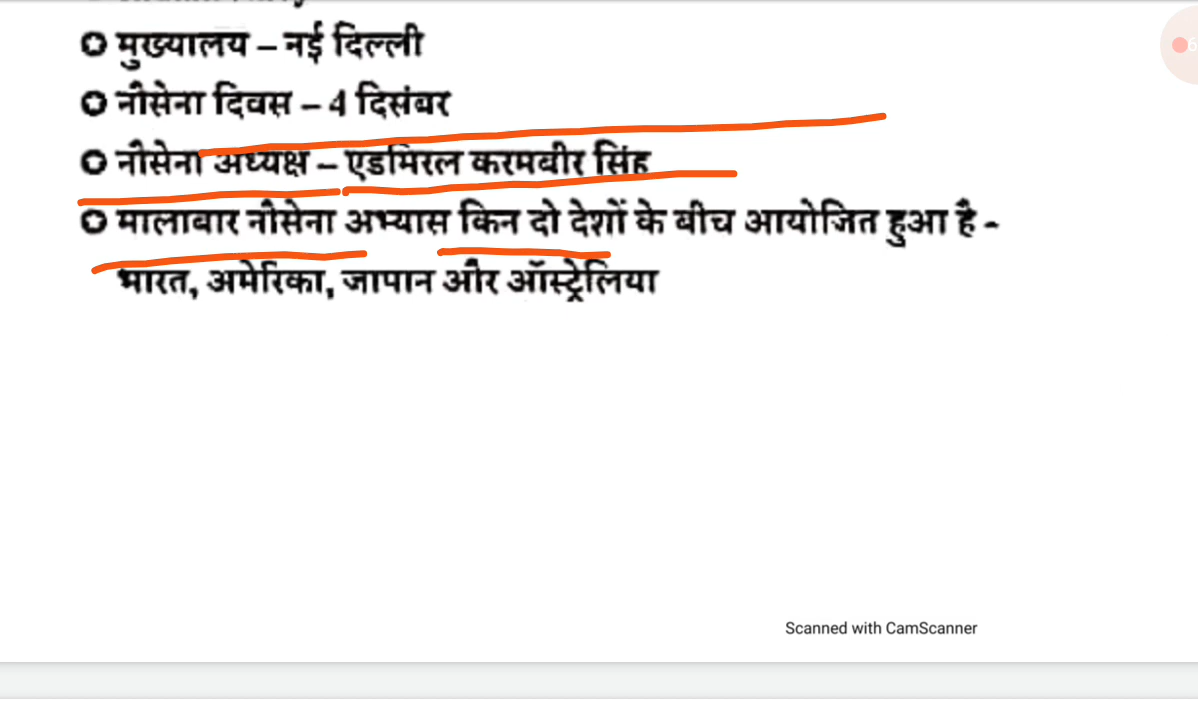 ✪ मुख्यालय – नई दिल्ली
✪ नौसेना दिवस – 4 दिसंबर
✪ नौसेना अध्यक्ष – एडमिरल करमबीर सिंह
✪ मालाबार नौसेना अभ्यास किन दो देशों के बीच आयोजित हुआ है -
भारत, अमेरिका, जापान और ऑस्ट्रेलिया
Scanned with CamScanner